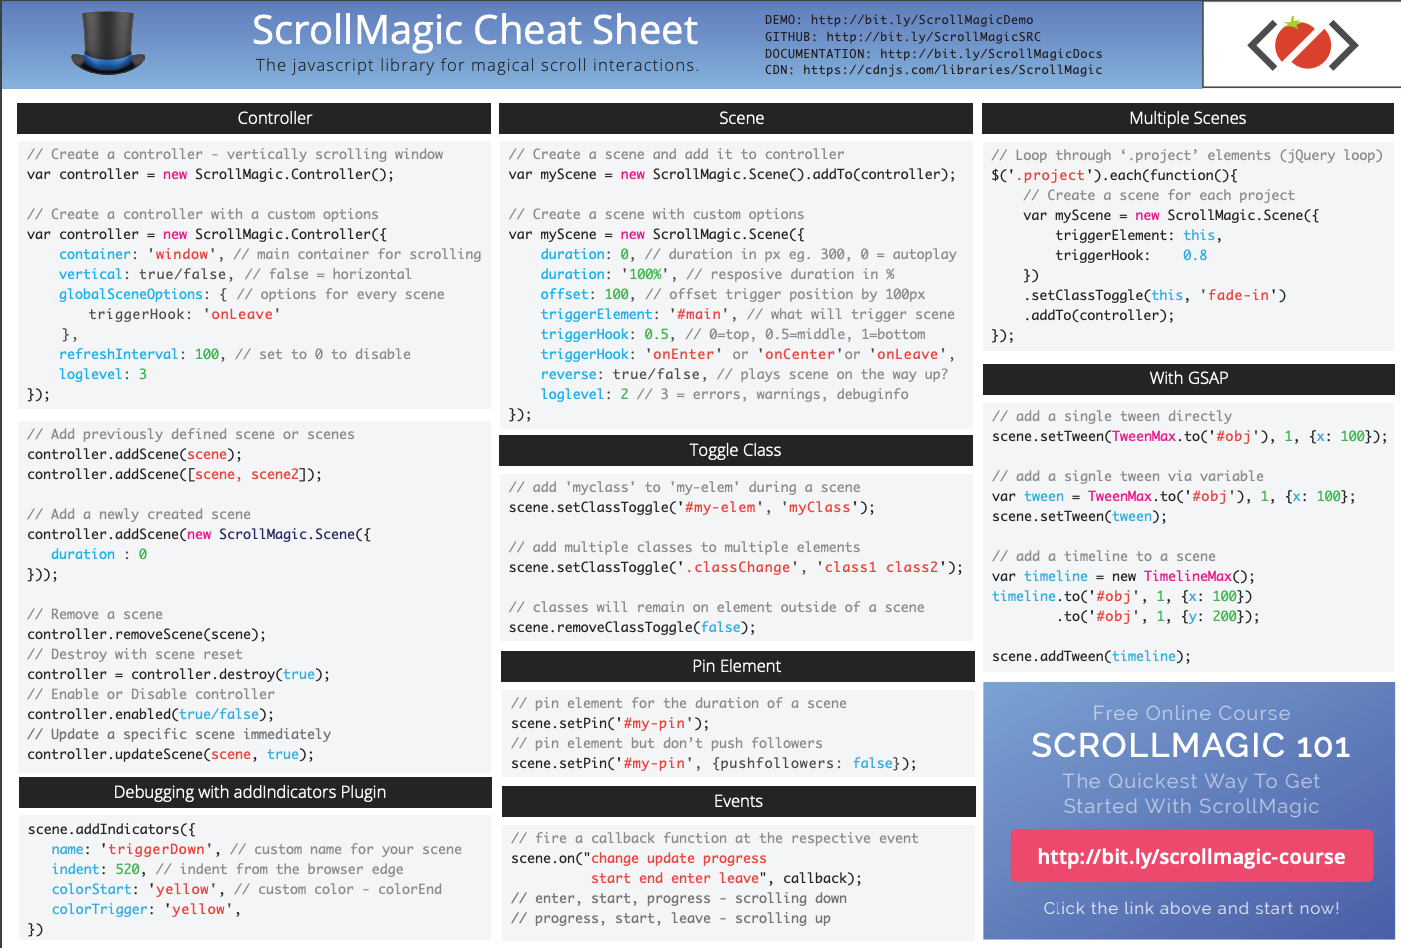 ScrollMagic Cheat Sheet
The javascript library for magical scroll interactions.
DEMO: http://bit.ly/ScrollMagicDemo
GITHUB: http://bit.ly/ScrollMagicSRC
DOCUMENTATION: http://bit.ly/ScrollMagicDocs
CDN: https://cdnjs.com/libraries/ScrollMagic
Controller
// Create a controller - vertically scrolling window
var controller = new ScrollMagic.Controller();
// Create a controller with a custom options
var controller = new ScrollMagic.Controller({
container: 'window', // main container for scrolling
vertical: true/false, // false = horizontal
globalSceneOptions: { // options for every scene
triggerHook: 'onLeave'
},
refreshInterval: 100, // set to 0 to disable
loglevel: 3
});
// Add previously defined scene or scenes
controller.addScene(scene);
controller.addScene([scene, scene2]);
// Add a newly created scene
controller.addScene(new ScrollMagic.Scene({
duration : 0
}));
// Remove a scene
controller.removeScene(scene);
// Destroy with scene reset
controller = controller.destroy(true);
// Enable or Disable controller
controller.enabled(true/false);
// Update a specific scene immediately
controller.updateScene(scene, true);
Debugging with addIndicators Plugin
scene.addIndicators({
name: 'triggerDown', // custom name for your scene
indent: 520, // indent from the browser edge
colorStart: 'yellow', // custom color - colorEnd
colorTrigger: 'yellow',
})
Scene
// Create a scene and add it to controller
var myScene = new ScrollMagic.Scene().addTo(controller);
// Create a scene with custom options
var myScene = new ScrollMagic.Scene({
duration: 0, // duration in px eg. 300, 0 = autoplay
duration: '100%', // resposive duration in %
offset: 100, // offset trigger position by 100px
triggerElement: '#main', // what will trigger scene
triggerHook: 0.5, // 0=top, 0.5=middle, 1=bottom
triggerHook: 'onEnter' or 'onCenter'or 'onLeave',
reverse: true/false, // plays scene on the way up?
loglevel: 2 // 3 = errors, warnings, debuginfo
});
Toggle Class
// add 'myclass' to 'my-elem' during a scene
scene.setClassToggle('#my-elem', 'myClass');
// add multiple classes to multiple elements
scene.setClassToggle('.classChange', 'class1 class2');
// classes will remain on element outside of a scene
scene.removeClassToggle(false);
Pin Element
// pin element for the duration of a scene
scene.setPin('#my-pin');
// pin element but don’t push followers
scene.setPin('#my-pin', {pushfollowers: false});
Events
// fire a callback function at the respective event
scene.on("change update progress
start end enter leave", callback);
// enter, start, progress - scrolling down
// progress, start, leave - scrolling up
Multiple Scenes
// Loop through ‘.project’ elements (jQuery loop)
$('.project').each(function(){
// Create a scene for each project
var myScene = new ScrollMagic.Scene({
triggerElement: this,
triggerHook: 0.8
})
.setClassToggle(this, 'fade-in')
.addTo(controller);
});
With GSAP
// add a single tween directly
scene.setTween(TweenMax.to('#obj'), 1, {x: 100});
// add a signle tween via variable
var tween = TweenMax.to('#obj'), 1, {x: 100};
scene.setTween(tween);
// add a timeline to a scene
var timeline = new TimelineMax();
timeline.to('#obj', 1, {x: 100})
.to('#obj', 1, {y: 200});
scene.addTween(timeline);
Free Online Course
SCROLLMAGIC 101
The Quickest Way To Get
Started With ScrollMagic
http://bit.ly/scrollmagic-course
Click the link above and start now!